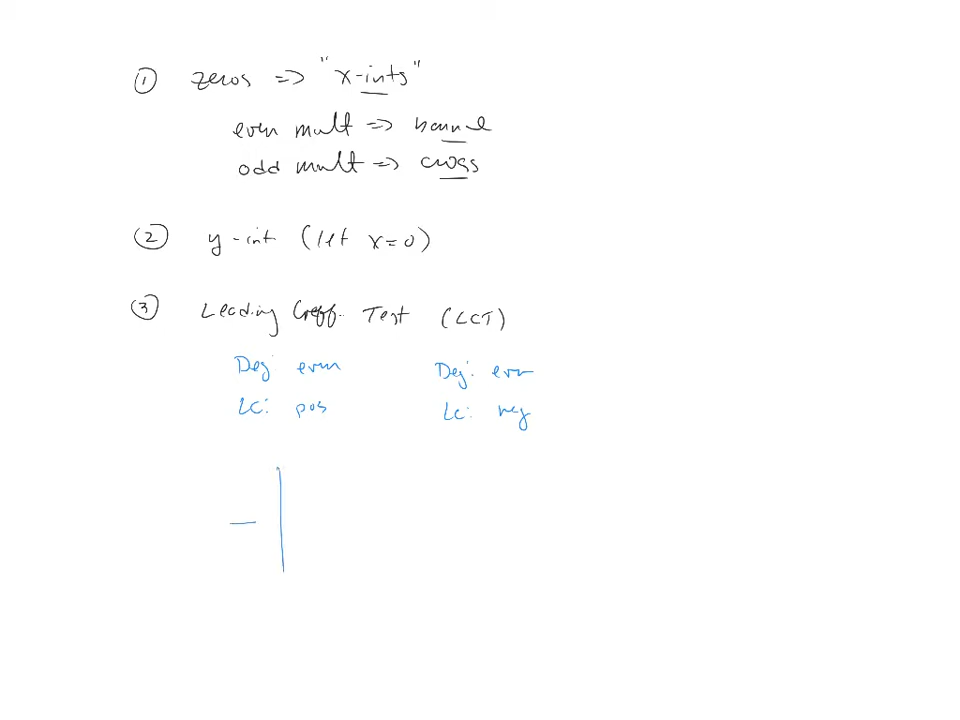 ① zeros => "x-ints"
even mult => bounce
odd mult => cross
② y-int (let x=0)
③ Leading Coeff. Test (LCT)
Deg: even Deg: even
LC: pos LC: neg